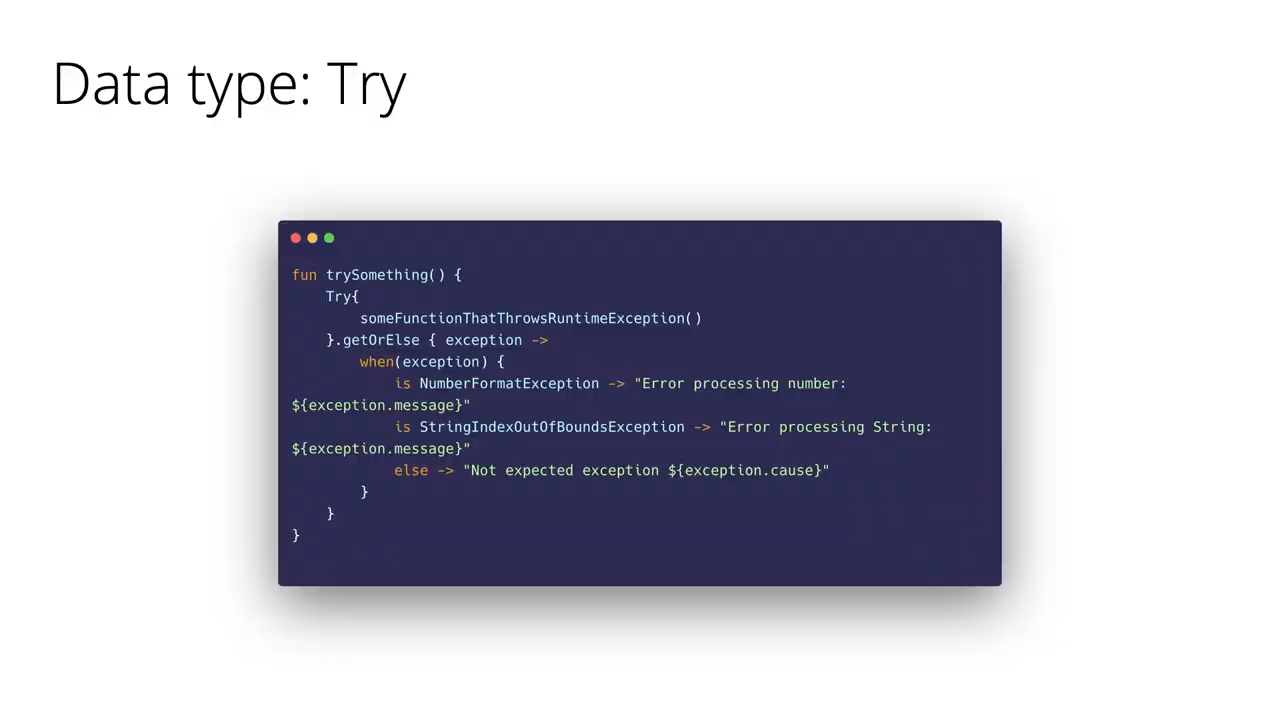 Data type: Try
fun trySomething() {
    Try{
        someFunctionThatThrowsRuntimeException()
    }.getOrElse { exception ->
        when(exception) {
            is NumberFormatException -> "Error processing number:
${exception.message}"
            is StringIndexOutOfBoundsException -> "Error processing String:
${exception.message}"
            else -> "Not expected exception ${exception.cause}"
        }
    }
}